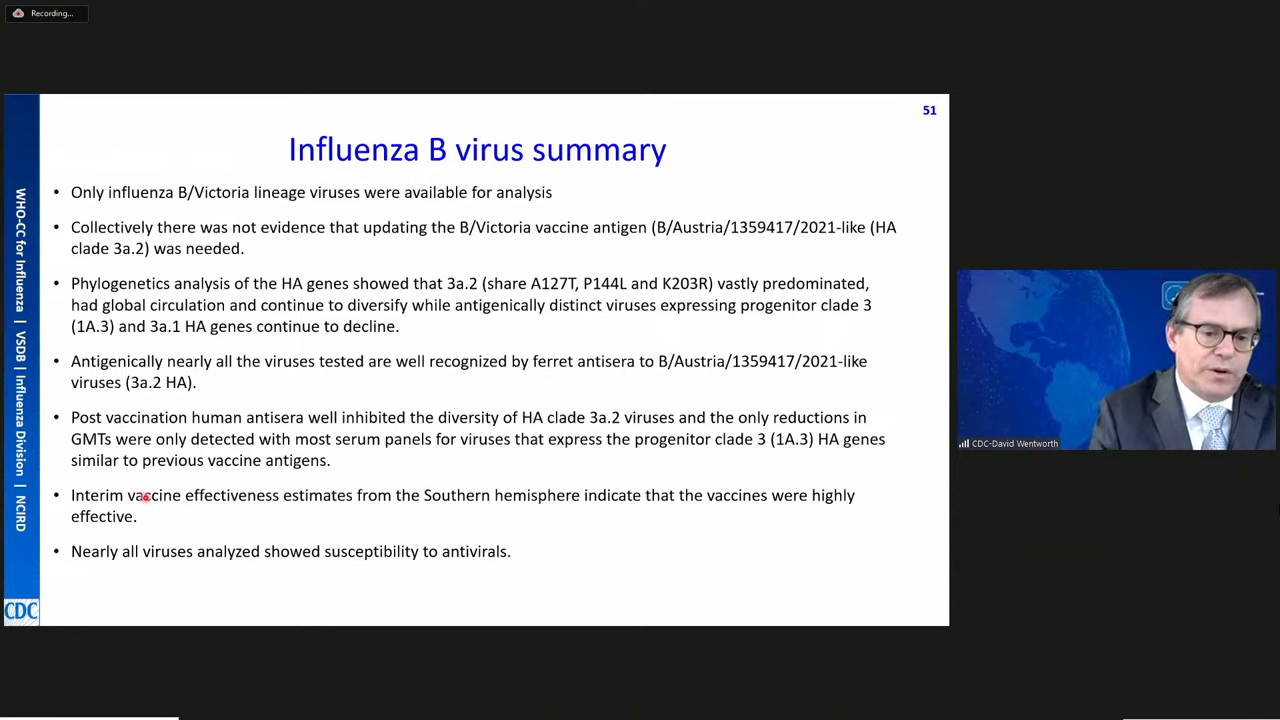 Recording...
51
Influenza B virus summary
• Only influenza B/Victoria lineage viruses were available for analysis
• Collectively there was not evidence that updating the B/Victoria vaccine antigen (B/Austria/1359417/2021-like (HA
clade 3a.2) was needed.
• Phylogenetics analysis of the HA genes showed that 3a.2 (share A127T, P144L and K203R) vastly predominated,
had global circulation and continue to diversify while antigenically distinct viruses expressing progenitor clade 3
(1A.3) and 3a.1 HA genes continue to decline.
• Antigenically nearly all the viruses tested are well recognized by ferret antisera to B/Austria/1359417/2021-like
viruses (3a.2 HA).
• Post vaccination human antisera well inhibited the diversity of HA clade 3a.2 viruses and the only reductions in
GMTs were only detected with most serum panels for viruses that express the progenitor clade 3 (1A.3) HA genes
similar to previous vaccine antigens.
• Interim vaccine effectiveness estimates from the Southern hemisphere indicate that the vaccines were highly
effective.
• Nearly all viruses analyzed showed susceptibility to antivirals.
WHO-CC for Influenza | VSDB | Influenza Division | NCIRD
CDC
CDC-David Wentworth